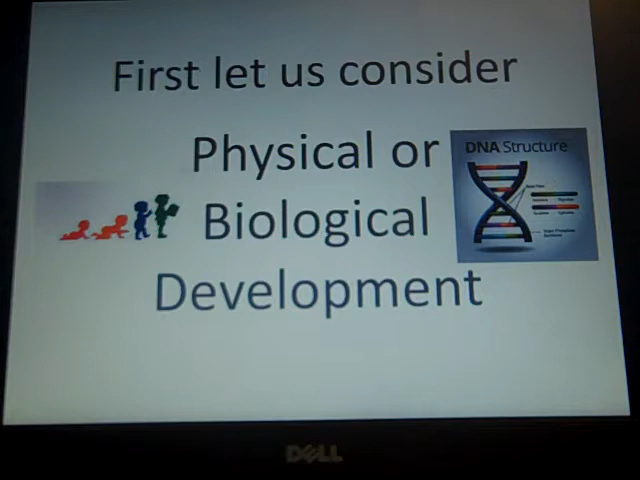 First let us consider
Physical or
Biological
Development
DNA Structure
DELL